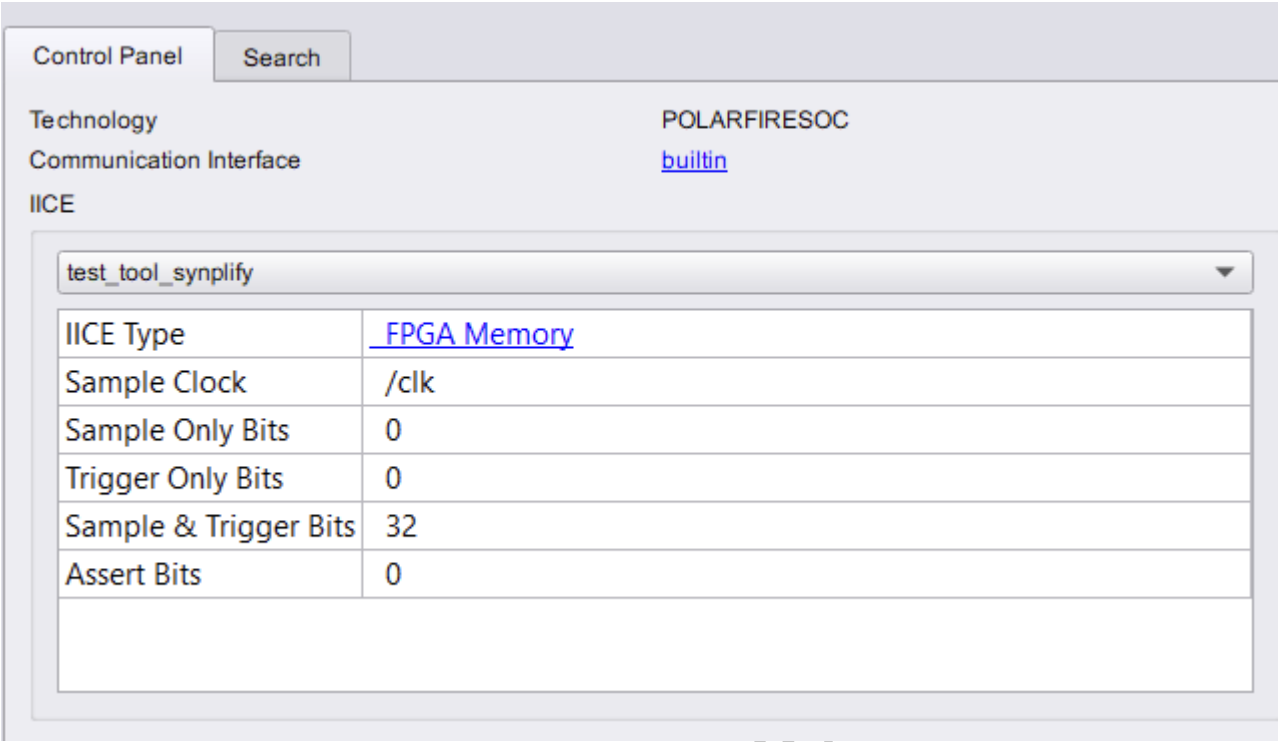 Control Panel Search
Technology POLARFIRESOC
Communication Interface builtin
IICE
test_tool_synplify
IICE Type FPGA Memory
Sample Clock /clk
Sample Only Bits 0
Trigger Only Bits 0
Sample & Trigger Bits 32
Assert Bits 0